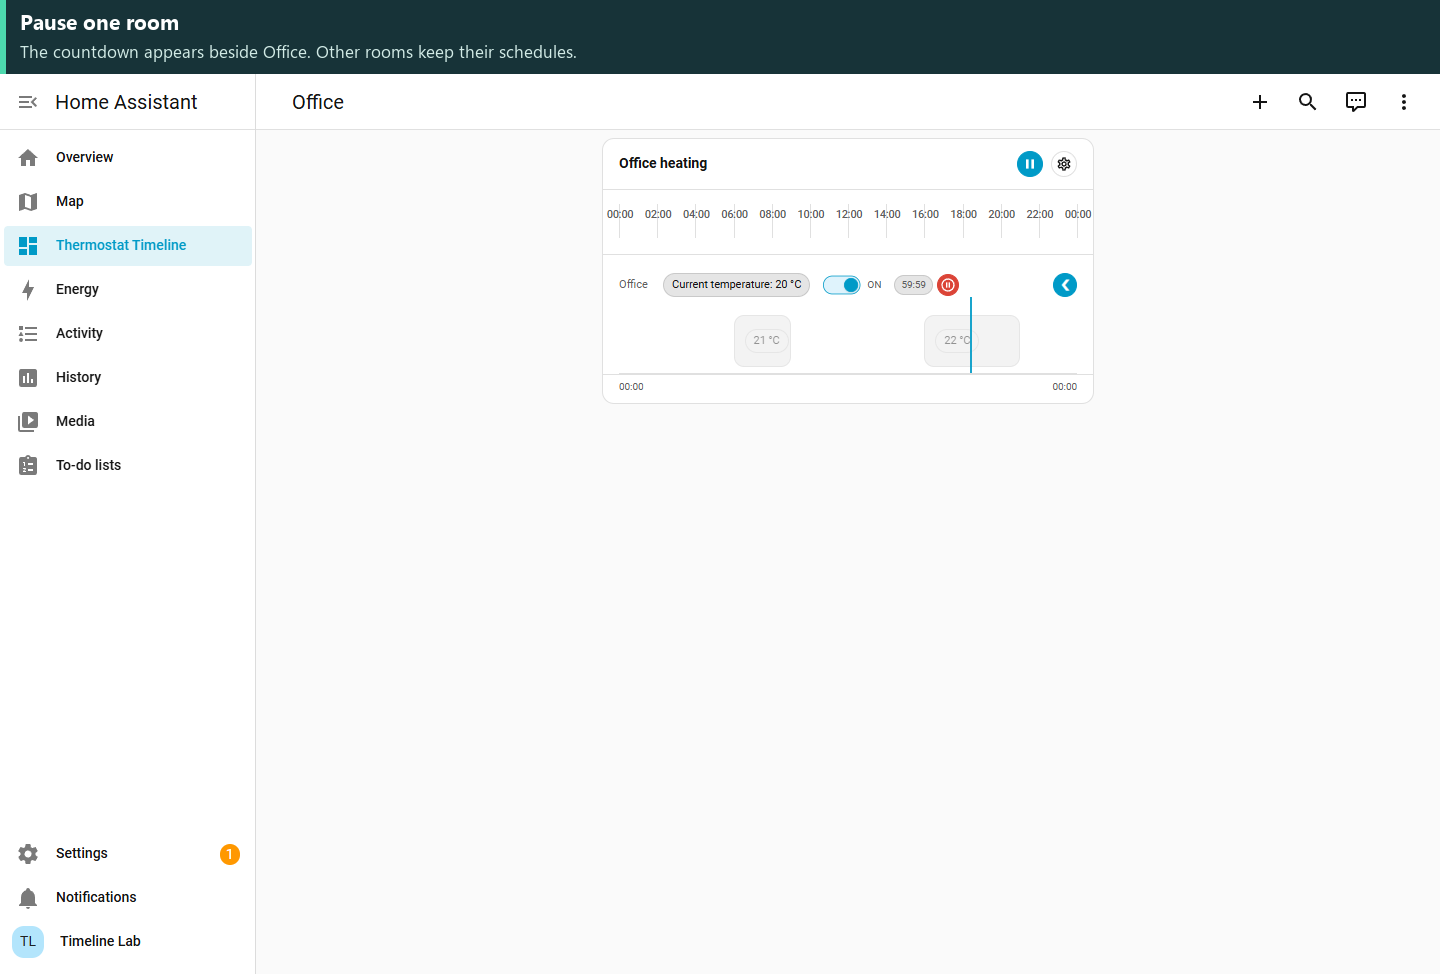 Pause one room
The countdown appears beside Office. Other rooms keep their schedules.
Home Assistant
Office
Overview
Map
Thermostat Timeline
Energy
Activity
History
Media
To-do lists
Settings
1
Notifications
TL
Timeline Lab
Office heating
00:00 02:00 04:00 06:00 08:00 10:00 12:00 14:00 16:00 18:00 20:00 22:00 00:00
Office Current temperature: 20 °C ON 59:59
21 °C 22 °C
00:00 00:00